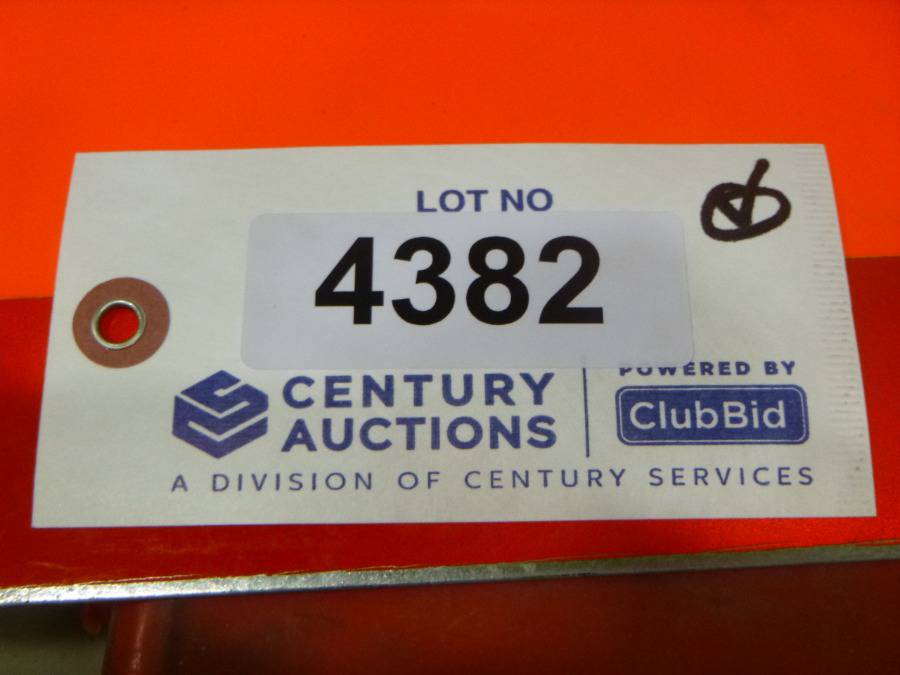 LOT NO
4382
CENTURY
AUCTIONS
POWERED BY
ClubBid
A DIVISION OF CENTURY SERVICES